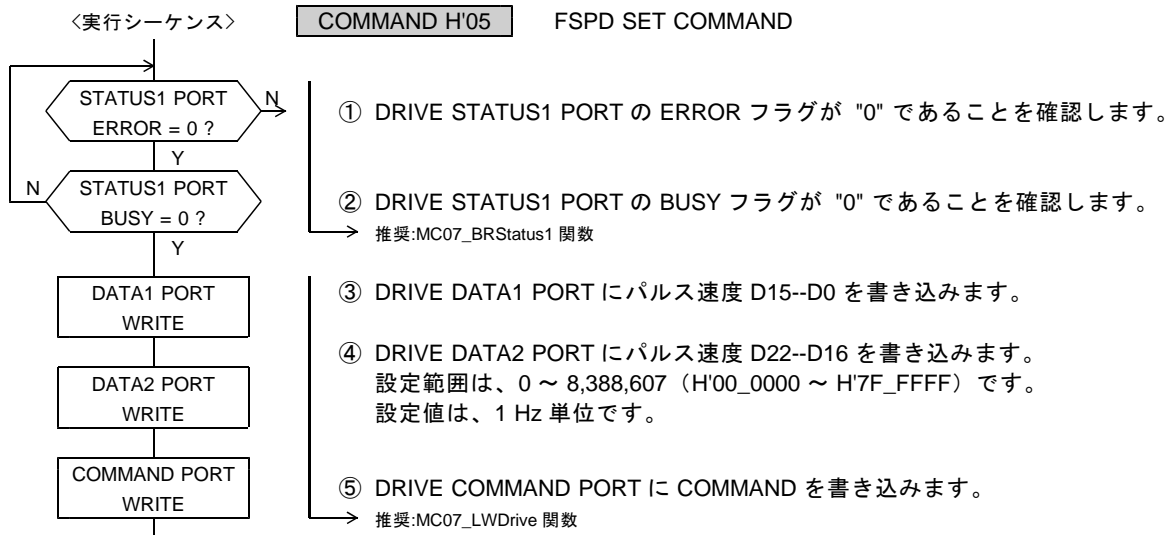 〈実行シーケンス〉
COMMAND H'05 FSPD SET COMMAND
STATUS1 PORT
ERROR = 0 ?
N
Y
① DRIVE STATUS1 PORT の ERROR フラグが "0" であることを確認します。
N
STATUS1 PORT
BUSY = 0 ?
Y
② DRIVE STATUS1 PORT の BUSY フラグが "0" であることを確認します。
推奨:MC07_BRStatus1 関数
DATA1 PORT
WRITE
③ DRIVE DATA1 PORT にパルス速度 D15--D0 を書き込みます。
DATA2 PORT
WRITE
④ DRIVE DATA2 PORT にパルス速度 D22--D16 を書き込みます。
設定範囲は、0 ～ 8,388,607（H'00_0000 ～ H'7F_FFFF）です。
設定値は、1 Hz 単位です。
COMMAND PORT
WRITE
⑤ DRIVE COMMAND PORT に COMMAND を書き込みます。
推奨:MC07_LWDrive 関数